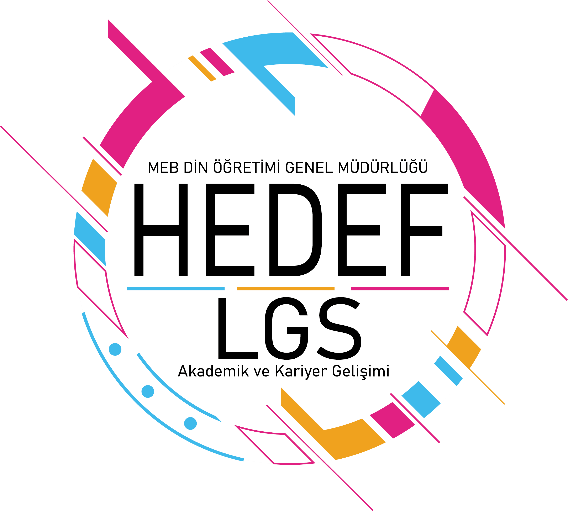 MEB DİN ÖĞRETİMİ GENEL MÜDÜRLÜĞÜ
HEDEF
LGS
Akademik ve Kariyer Gelişimi